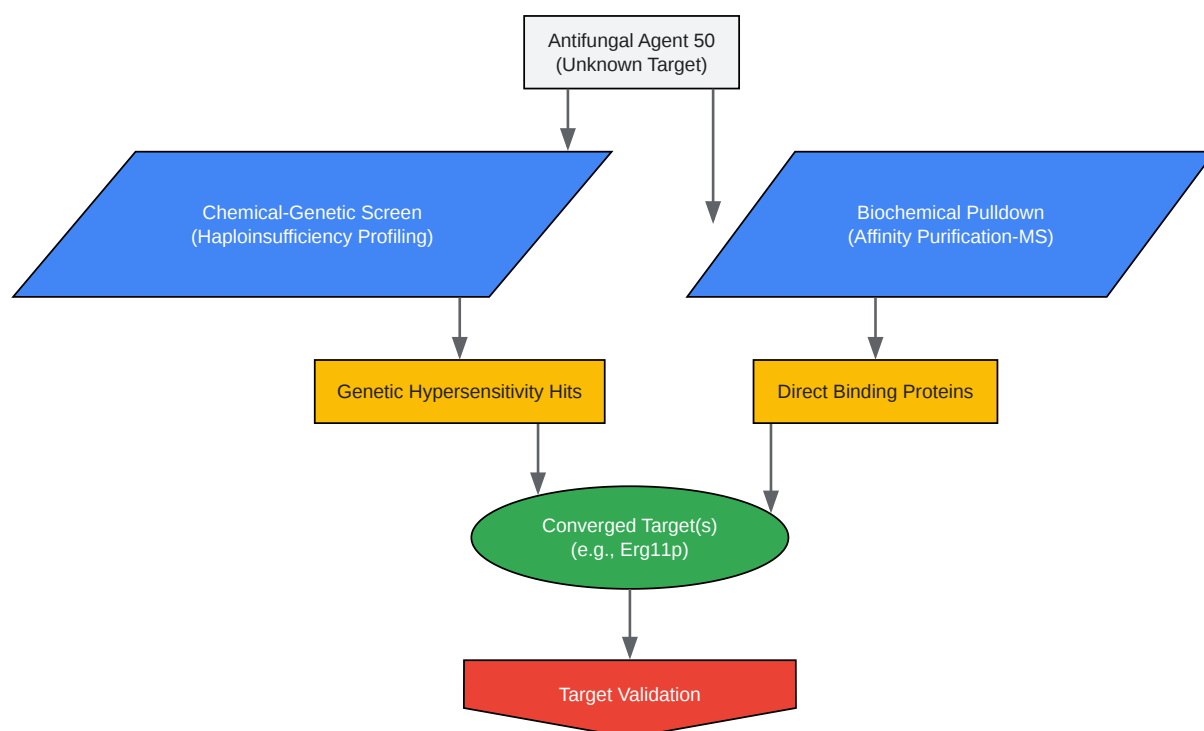 Antifungal Agent 50
(Unknown Target)
Chemical-Genetic Screen
(Haploinsufficiency Profiling)
Biochemical Pulldown
(Affinity Purification-MS)
Genetic Hypersensitivity Hits
Direct Binding Proteins
Converged Target(s)
(e.g., Erg11p)
Target Validation